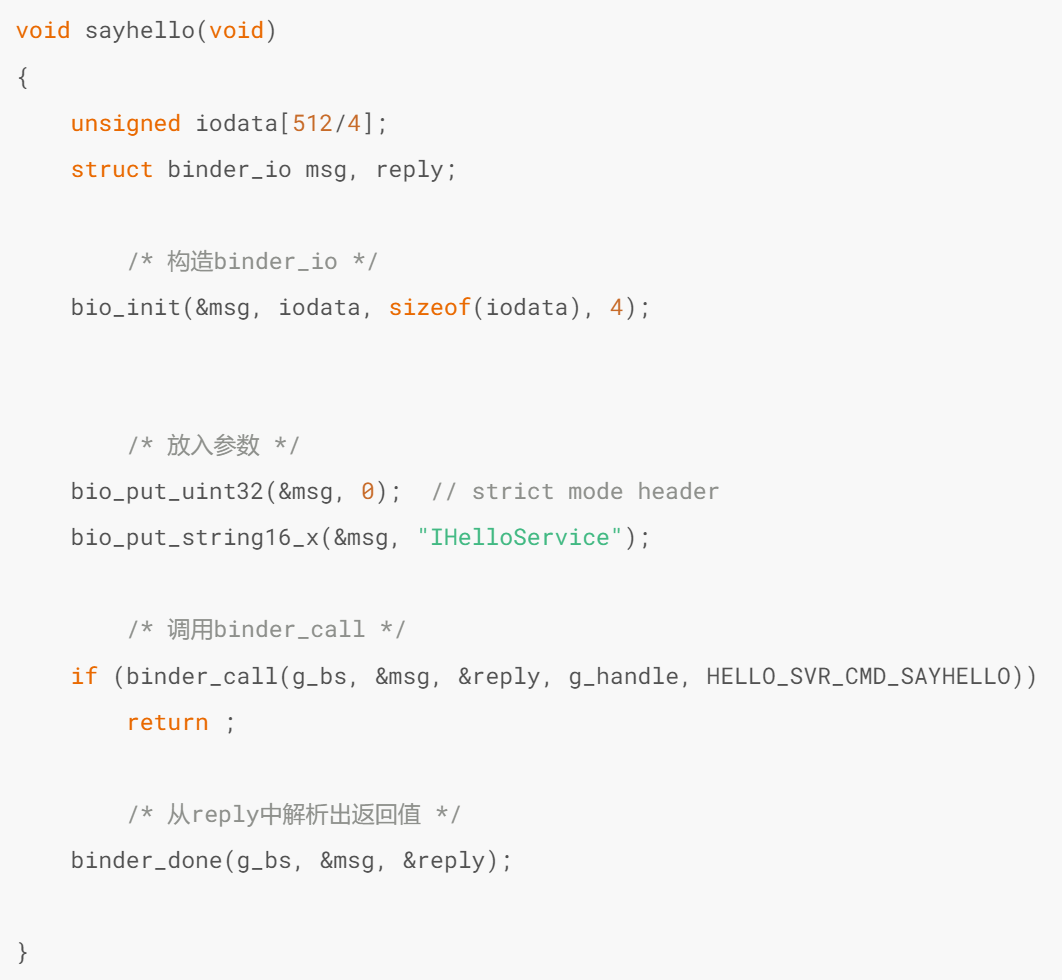 void sayhello(void)
{
    unsigned iodata[512/4];
    struct binder_io msg, reply;
        /* 构造binder_io */
    bio_init(&msg, iodata, sizeof(iodata), 4);
        /* 放入参数 */
    bio_put_uint32(&msg, 0);  // strict mode header
    bio_put_string16_x(&msg, "IHelloService");
        /* 调用binder_call */
    if (binder_call(g_bs, &msg, &reply, g_handle, HELLO_SVR_CMD_SAYHELLO))
        return ;
        /* 从reply中解析出返回值 */
    binder_done(g_bs, &msg, &reply);
}